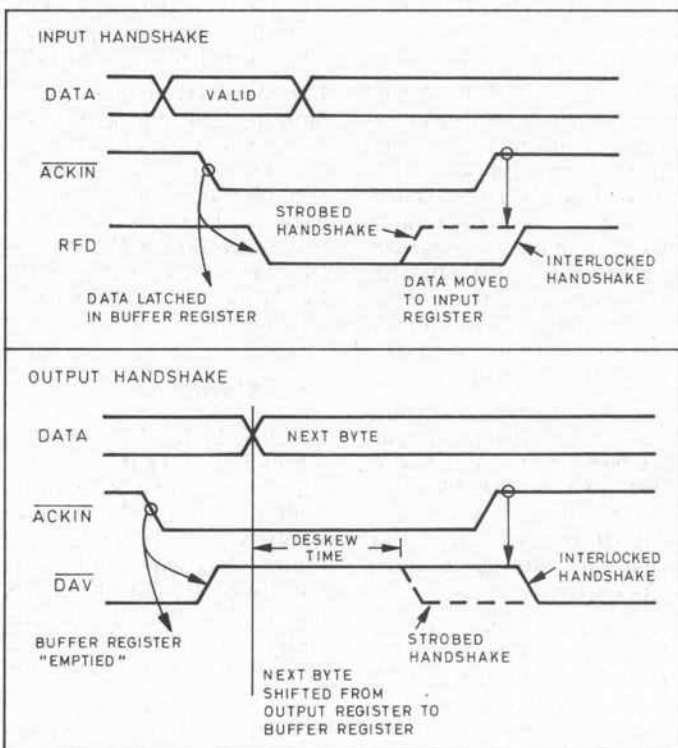 INPUT HANDSHAKE
DATA
VALID
ACKIN
STROBED
HANDSHAKE
RFD
INTERLOCKED
HANDSHAKE
DATA LATCHED
IN BUFFER REGISTER
DATA MOVED
TO INPUT
REGISTER
OUTPUT HANDSHAKE
DATA
NEXT BYTE
ACKIN
DESKEW
TIME
INTERLOCKED
HANDSHAKE
DAV
STROBED
HANDSHAKE
BUFFER REGISTER
"EMPTIED"
NEXT BYTE
SHIFTED FROM
OUTPUT REGISTER TO
BUFFER REGISTER